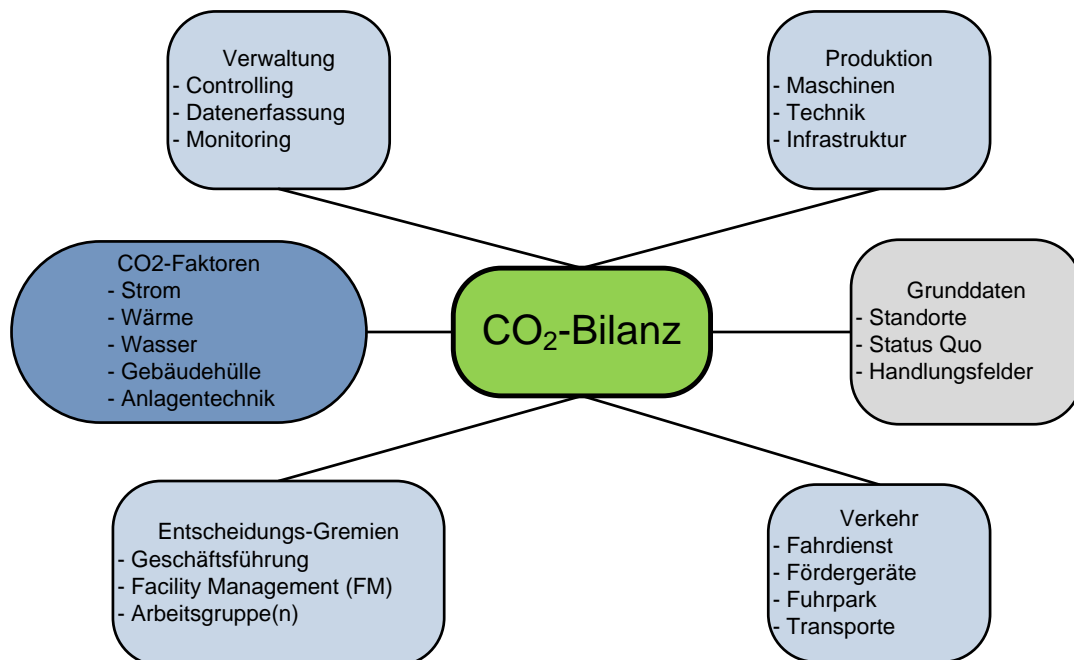 Verwaltung
- Controlling
- Datenerfassung
- Monitoring
Produktion
- Maschinen
- Technik
- Infrastruktur
CO2-Faktoren
- Strom
- Wärme
- Wasser
- Gebäudehülle
- Anlagentechnik
CO₂-Bilanz
Grunddaten
- Standorte
- Status Quo
- Handlungsfelder
Entscheidungs-Gremien
- Geschäftsführung
- Facility Management (FM)
- Arbeitsgruppe(n)
Verkehr
- Fahrdienst
- Fördergeräte
- Fuhrpark
- Transporte